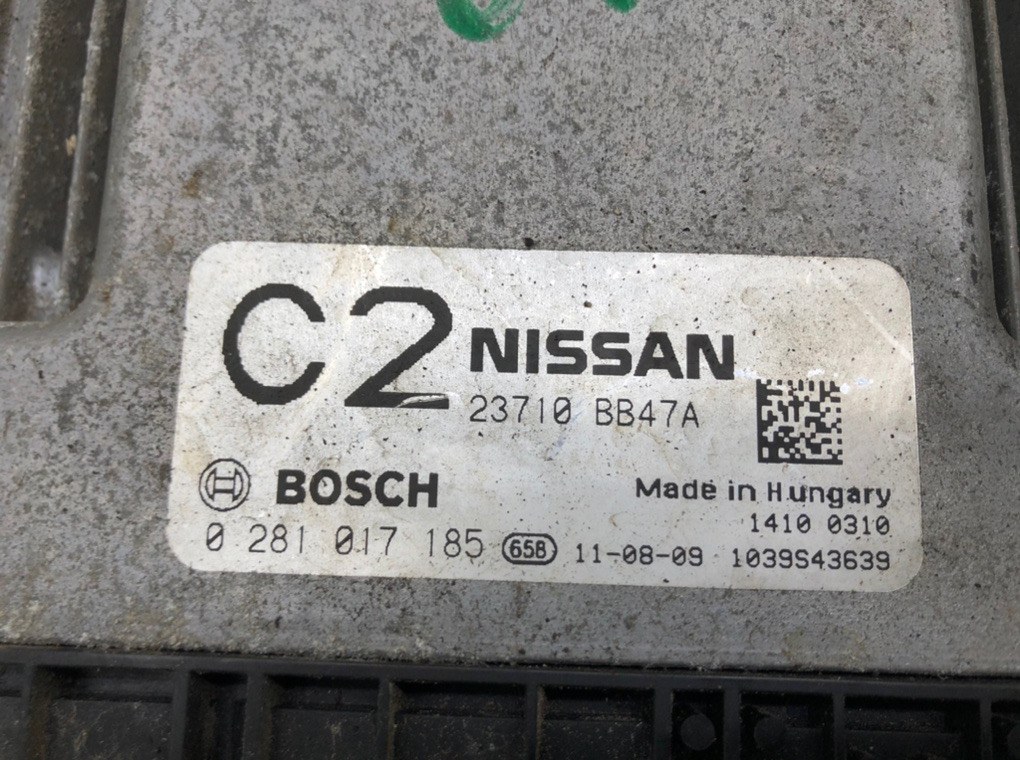 C2 NISSAN
23710 BB47A
BOSCH
Made in Hungary
1410 0310
0 281 017 185 658 11-08-09 1039S43639